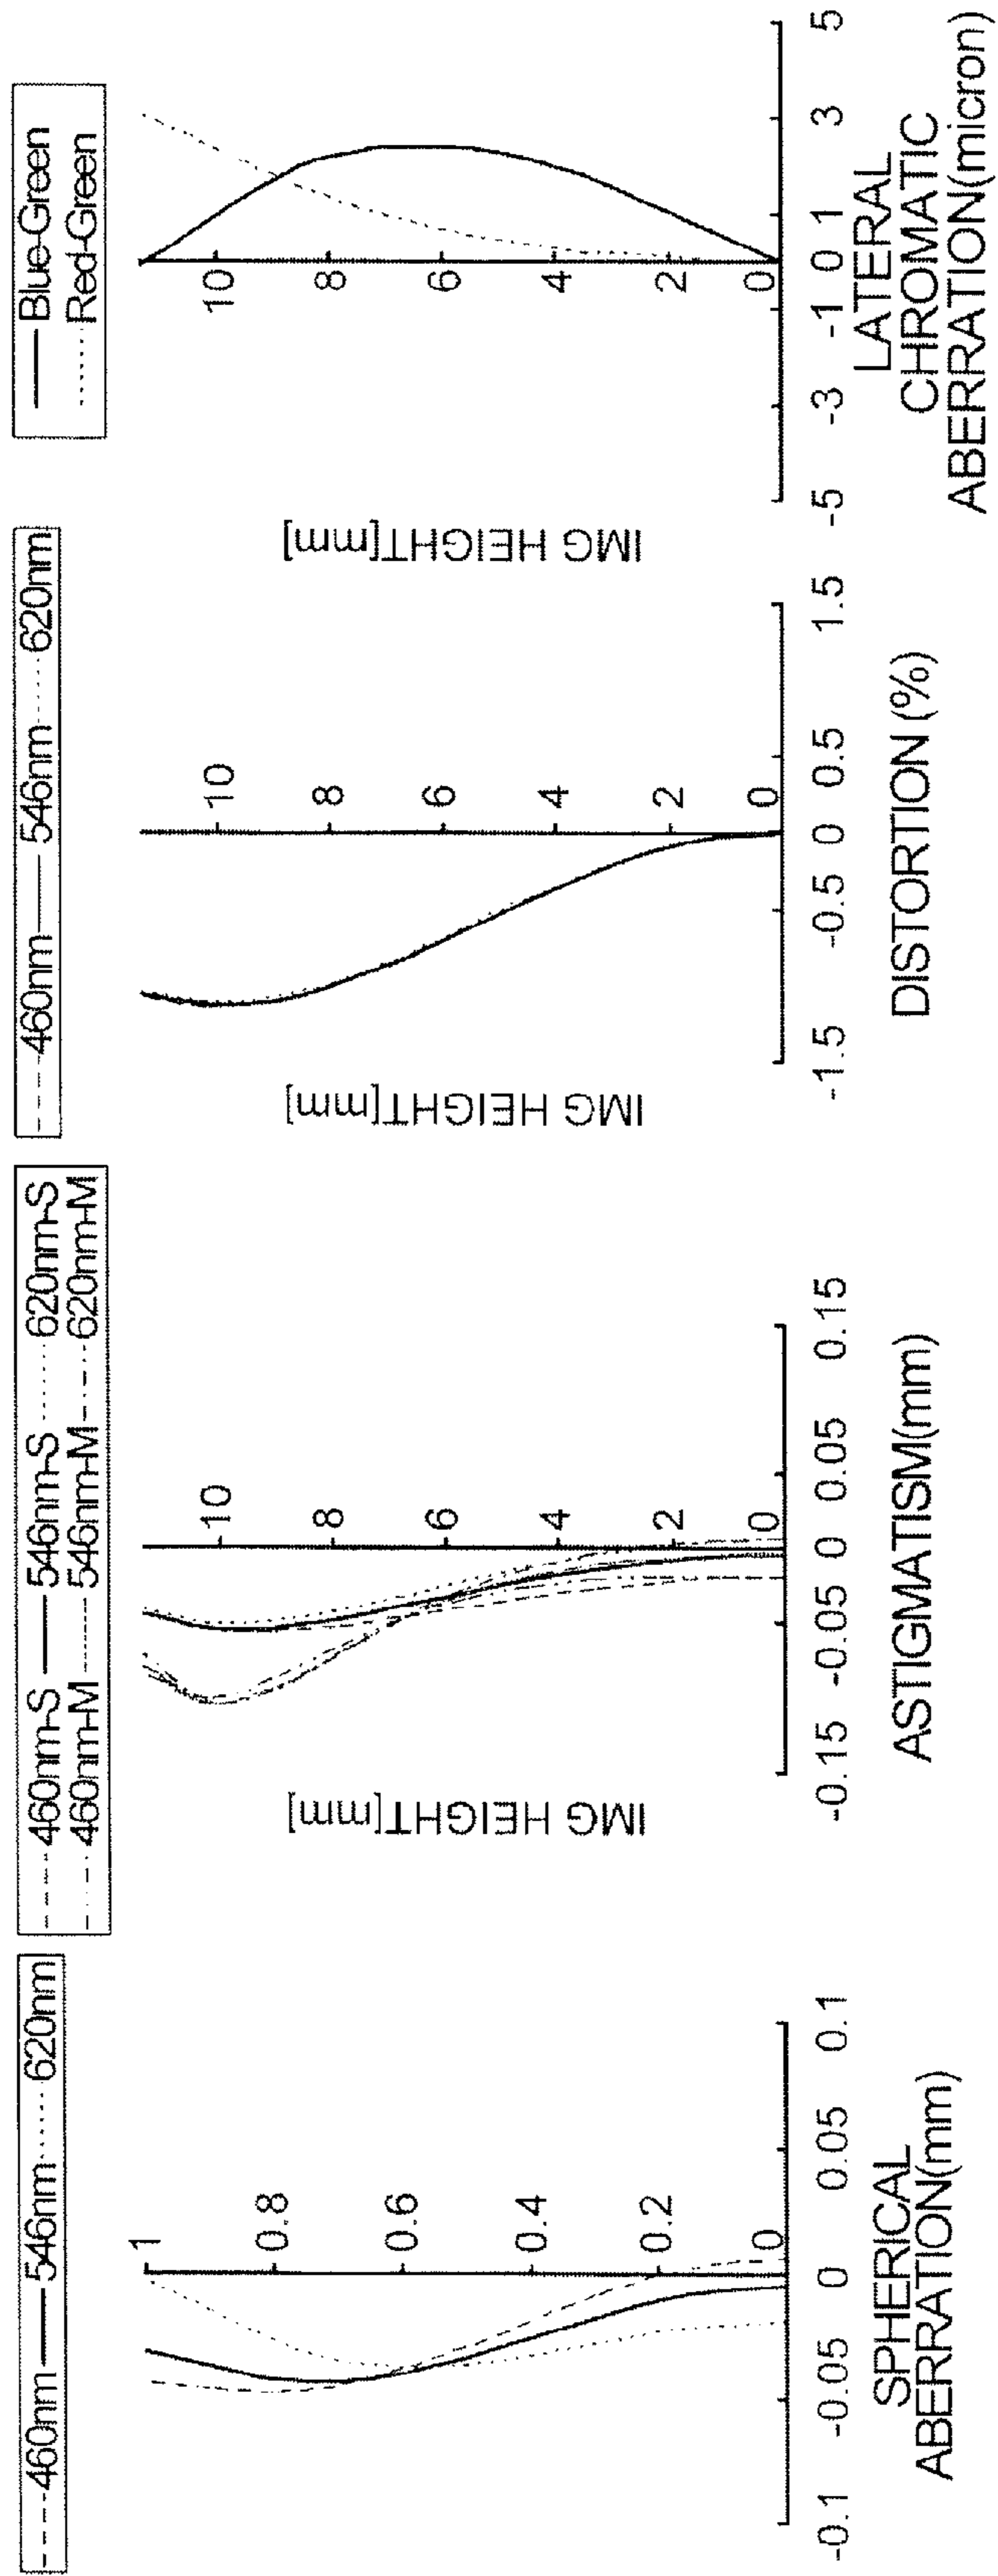 460nm 546nm 620nm
1
0.8
0.6
0.4
0.2
0
-0.1 -0.05 0 0.05 0.1
SPHERICAL
ABERRATION(mm)
460nm-S 546nm-S 620nm-S
460nm-M 546nm-M 620nm-M
IMG HEIGHT[mm]
10
8
6
4
2
0
-0.15 -0.05 0 0.05 0.15
ASTIGMATISM(mm)
460nm 546nm 620nm
IMG HEIGHT[mm]
10
8
6
4
2
0
-1.5 -0.5 0 0.5 1.5
DISTORTION (%)
Blue-Green
Red-Green
IMG HEIGHT[mm]
10
8
6
4
2
0
-5 -3 -1 0 1 3 5
LATERAL
CHROMATIC
ABERRATION(micron)